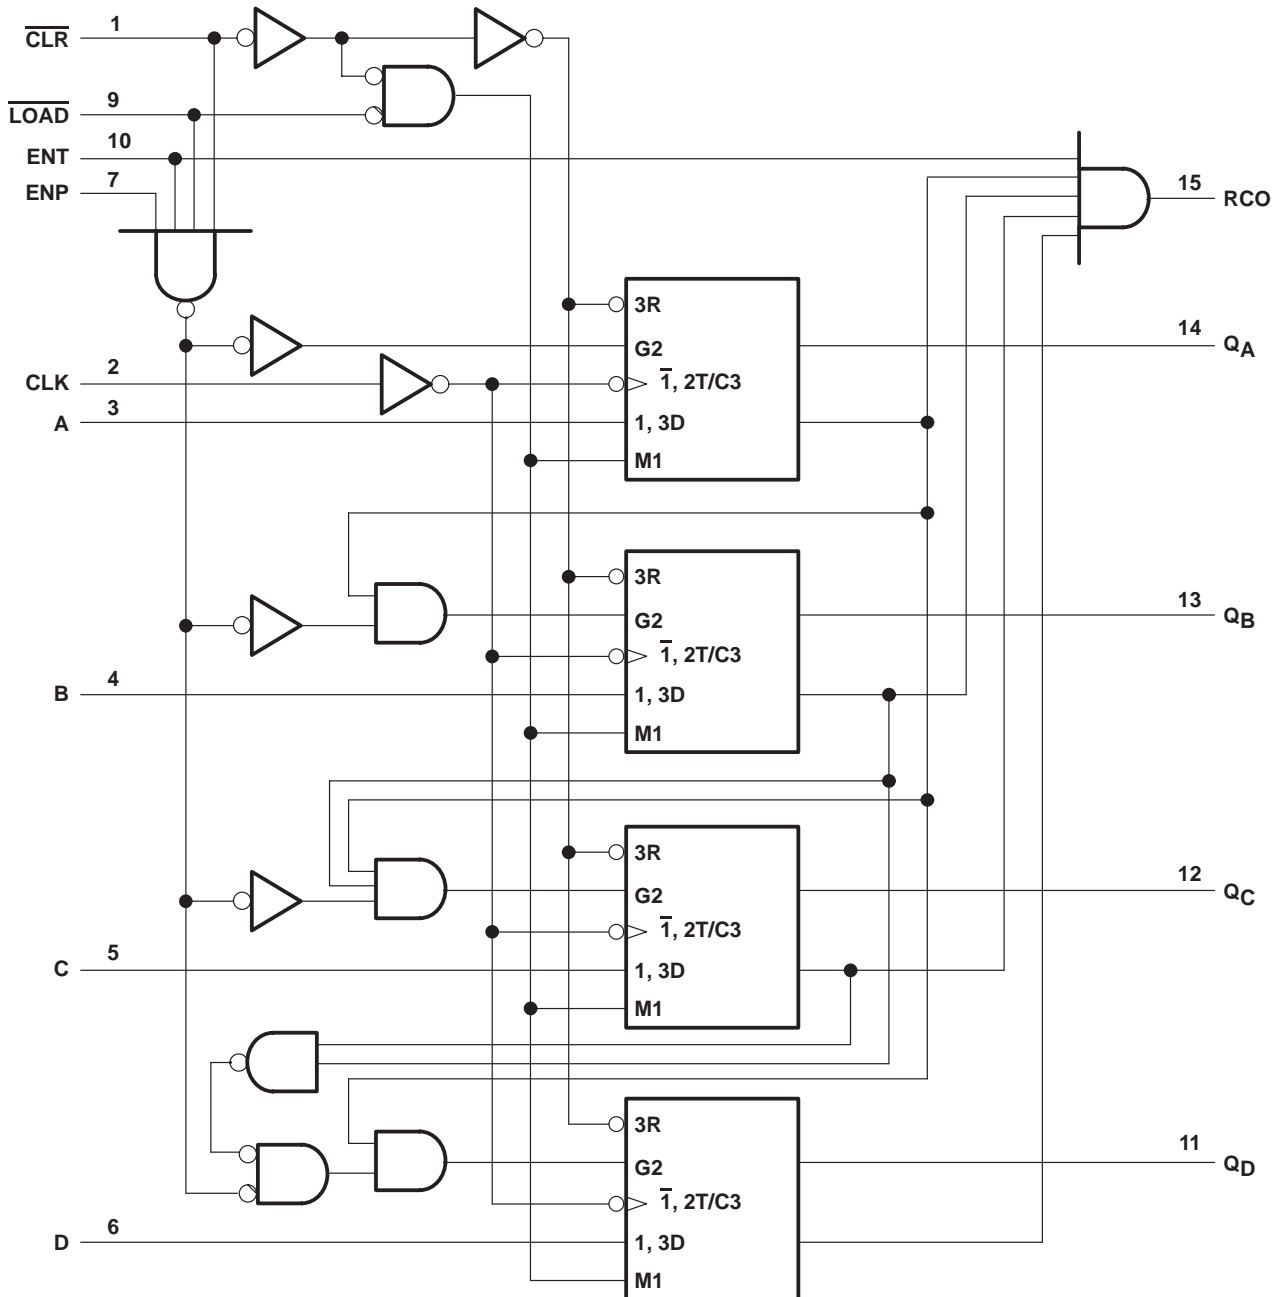 C̅L̅R̅ 1
L̅O̅A̅D̅ 9
ENT 10
ENP 7
15 RCO
3R
G2
14 QA
CLK 2
1̅, 2T/C3
A 3
1, 3D
M1
3R
G2
13 QB
1̅, 2T/C3
B 4
1, 3D
M1
3R
G2
12 QC
1̅, 2T/C3
C 5
1, 3D
M1
3R
G2
11 QD
1̅, 2T/C3
D 6
1, 3D
M1